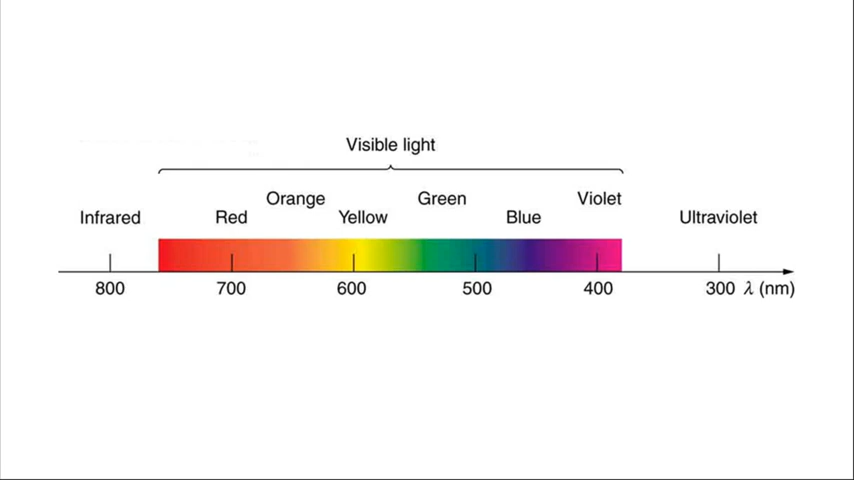 Visible light
Orange Green Violet
Infrared Red Yellow Blue Ultraviolet
800 700 600 500 400 300 λ (nm)